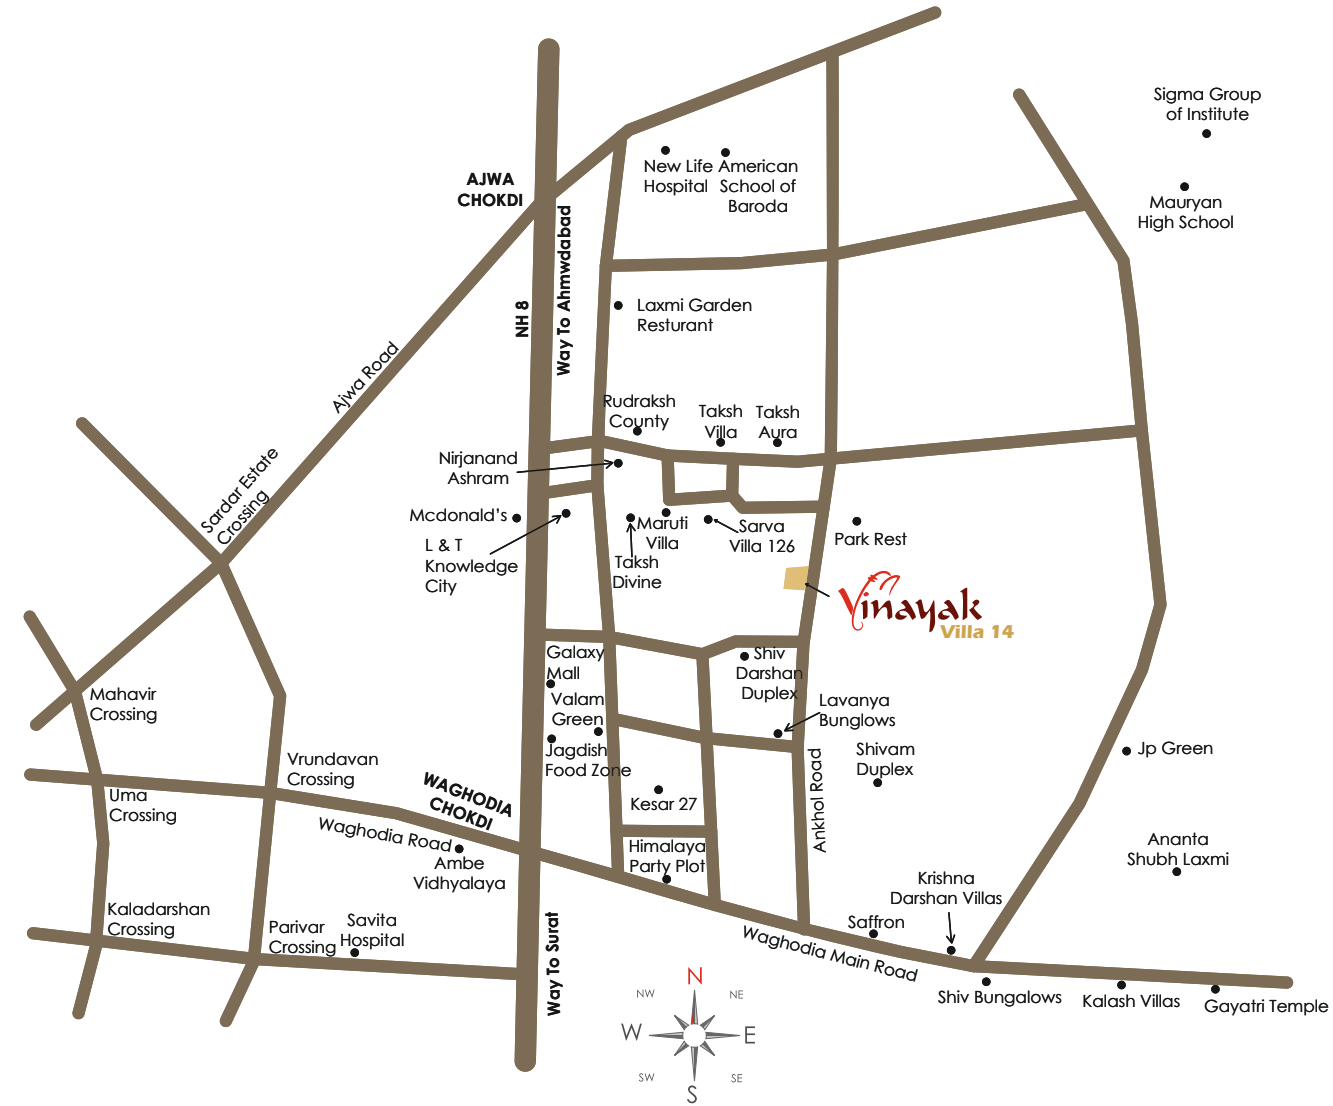 Sigma Group
of Institute
Mauryan
High School
New Life
Hospital
American
School of
Baroda
AJWA
CHOKDI
Way To Ahmwdabad
NH 8
Laxmi Garden
Resturant
Ajwa Road
Rudraksh
County
Taksh
Villa
Taksh
Aura
Sardar Estate
Crossing
Nirjanand
Ashram
Mcdonald's
L & T
Knowledge
City
Maruti
Villa
Sarva
Villa 126
Taksh
Divine
Park Rest
Vinayak
Villa 14
Galaxy
Mall
Shiv
Darshan
Duplex
Mahavir
Crossing
Valam
Green
Lavanya
Bunglows
Jagdish
Food Zone
Shivam
Duplex
Jp Green
Vrundavan
Crossing
WAGHODIA
CHOKDI
Uma
Crossing
Kesar 27
Ankhol Road
Waghodia Road
Ambe
Vidhyalaya
Himalaya
Party Plot
Ananta
Shubh Laxmi
Krishna
Darshan Villas
Kaladarshan
Crossing
Parivar
Crossing
Savita
Hospital
Saffron
Way To Surat
Waghodia Main Road
Shiv Bungalows
Kalash Villas
Gayatri Temple
N
NW
NE
W
E
SW
SE
S